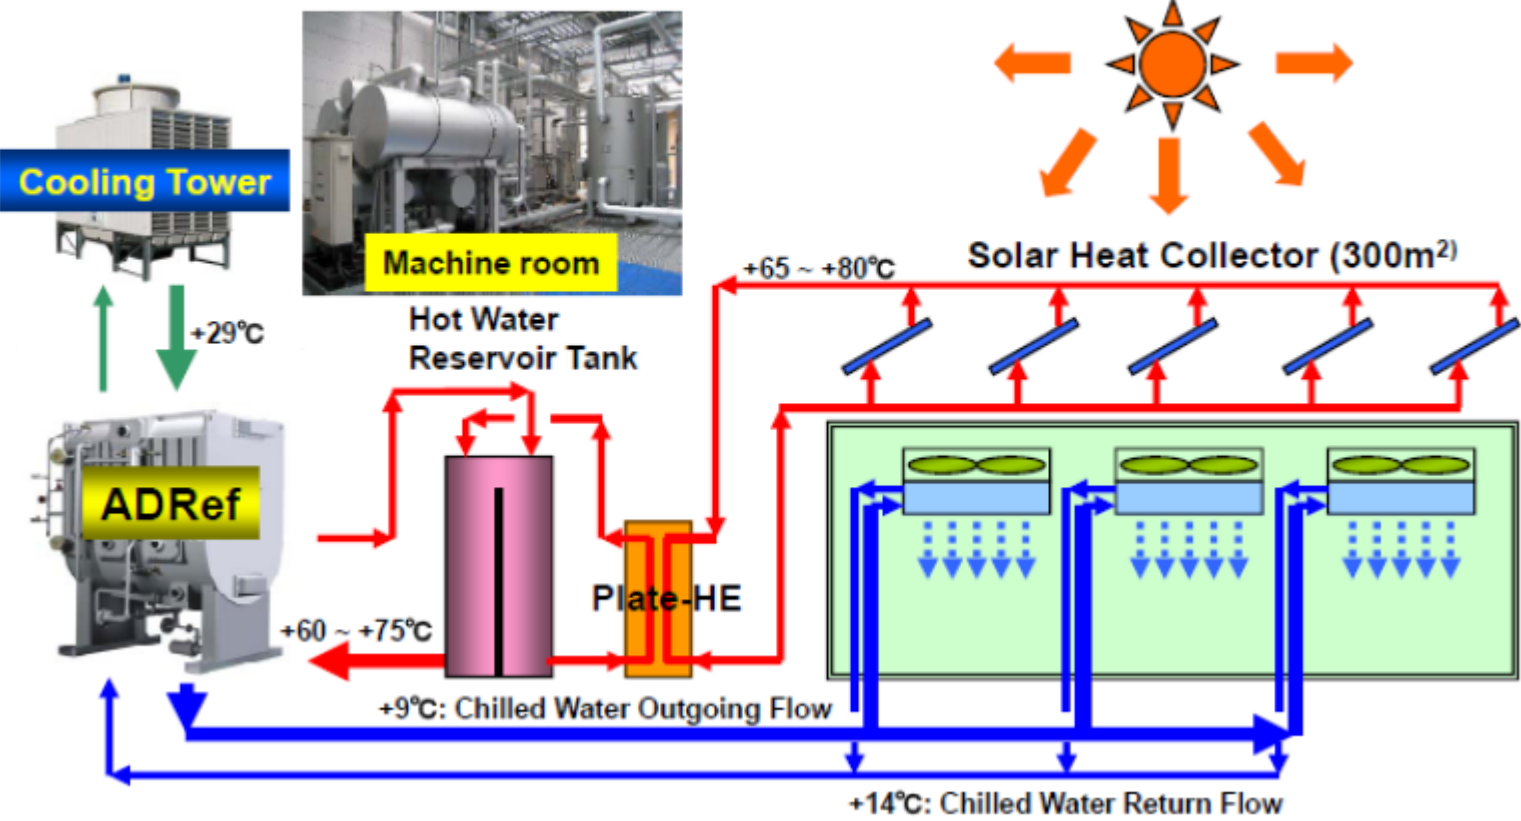 Cooling Tower
Machine room
+65 ~ +80℃
Solar Heat Collector (300m²)
+29℃
Hot Water
Reservoir Tank
ADRef
Plate-HE
+60 ~ +75℃
+9℃: Chilled Water Outgoing Flow
+14℃: Chilled Water Return Flow